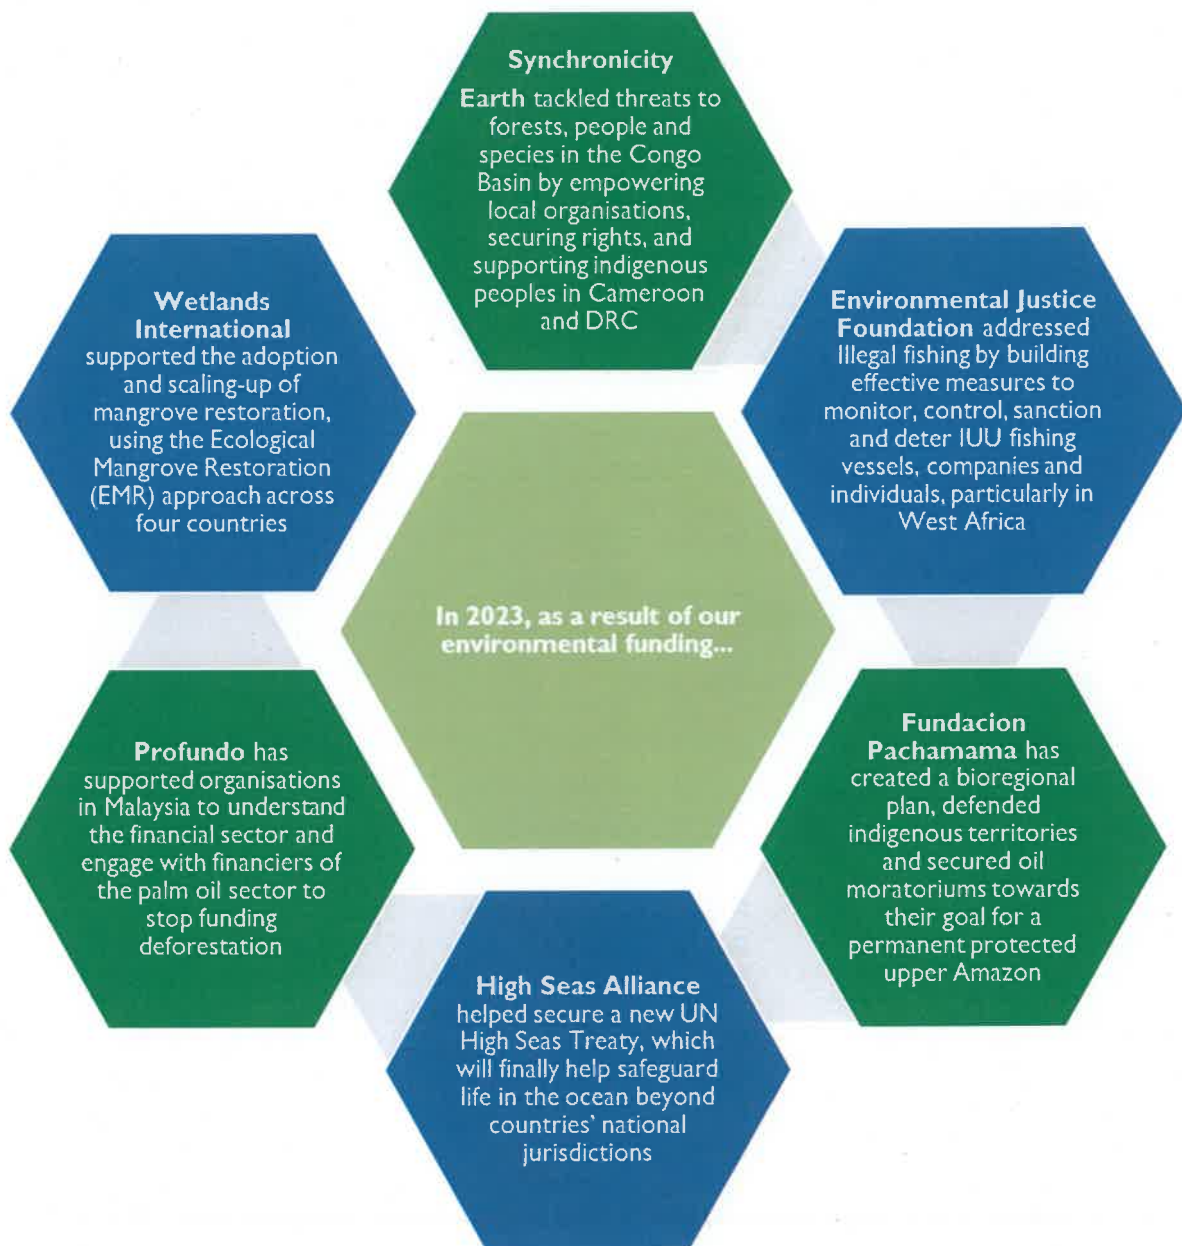 Synchronicity
Earth tackled threats to
forests, people and
species in the Congo
Basin by empowering
local organisations,
securing rights, and
supporting indigenous
peoples in Cameroon
and DRC
Environmental Justice
Foundation addressed
Illegal fishing by building
effective measures to
monitor, control, sanction
and deter IUU fishing
vessels, companies and
individuals, particularly in
West Africa
Fundacion
Pachamama has
created a bioregional
plan, defended
indigenous territories
and secured oil
moratoriums towards
their goal for a
permanent protected
upper Amazon
High Seas Alliance
helped secure a new UN
High Seas Treaty, which
will finally help safeguard
life in the ocean beyond
countries' national
jurisdictions
Profundo has
supported organisations
in Malaysia to understand
the financial sector and
engage with financiers of
the palm oil sector to
stop funding
deforestation
Wetlands
International
supported the adoption
and scaling-up of
mangrove restoration,
using the Ecological
Mangrove Restoration
(EMR) approach across
four countries
In 2023, as a result of our
environmental funding...